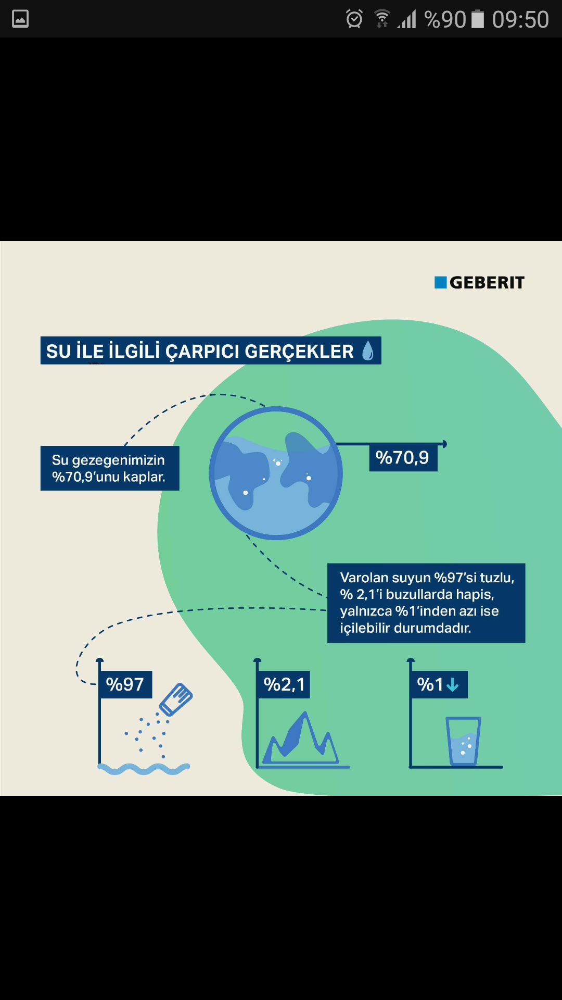 %90 09:50
GEBERIT
SU İLE İLGİLİ ÇARPICI GERÇEKLER
Su gezegenimizin
%70,9'unu kaplar.
%70,9
Varolan suyun %97'si tuzlu,
% 2,1'i buzullarda hapis,
yalnızca %1'inden azı ise
içilebilir durumdadır.
%97
%2,1
%1↓